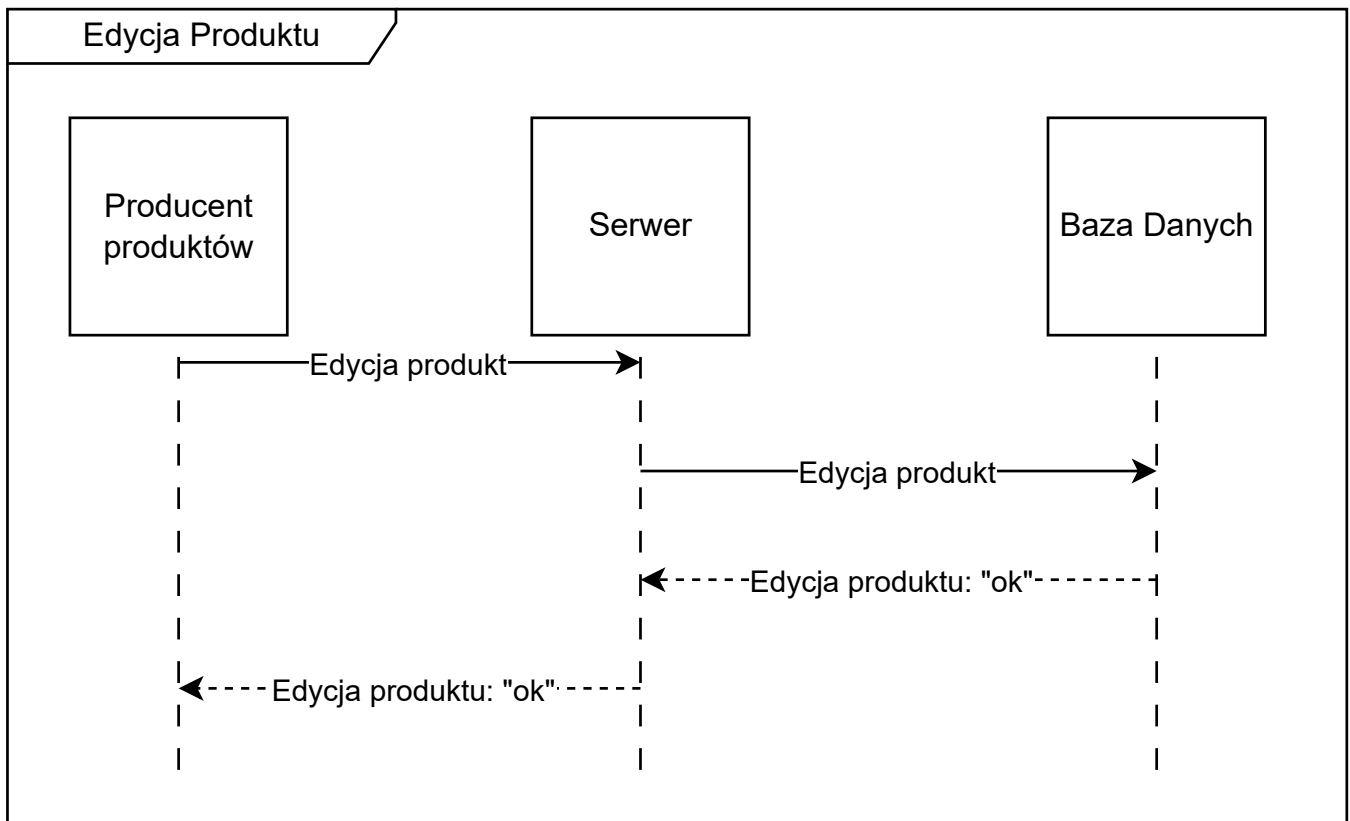 Edycja Produktu
Producent
produktów
Serwer
Baza Danych
Edycja produkt
Edycja produkt
Edycja produktu: "ok"
Edycja produktu: "ok"